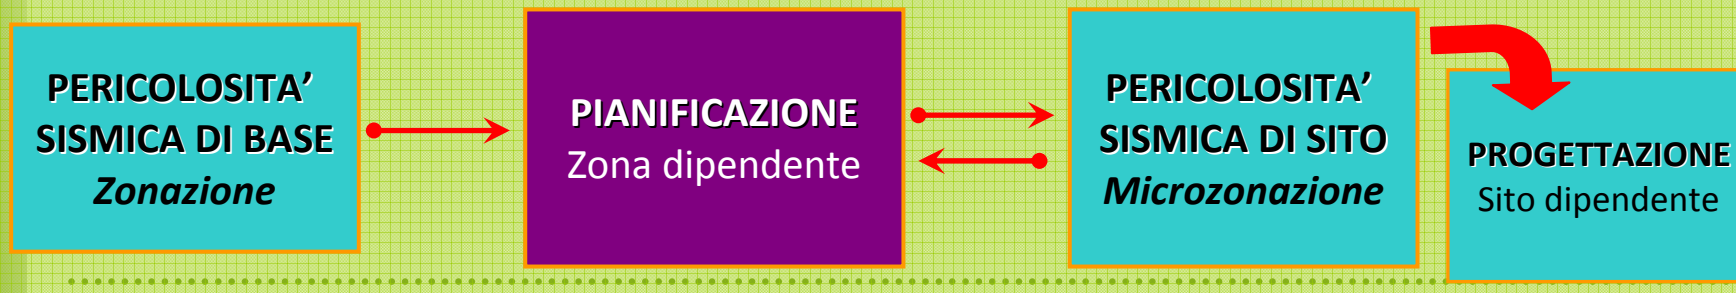 PERICOLOSITA’
SISMICA DI BASE
Zonazione
PIANIFICAZIONE
Zona dipendente
PERICOLOSITA’
SISMICA DI SITO
Microzonazione
PROGETTAZIONE
Sito dipendente